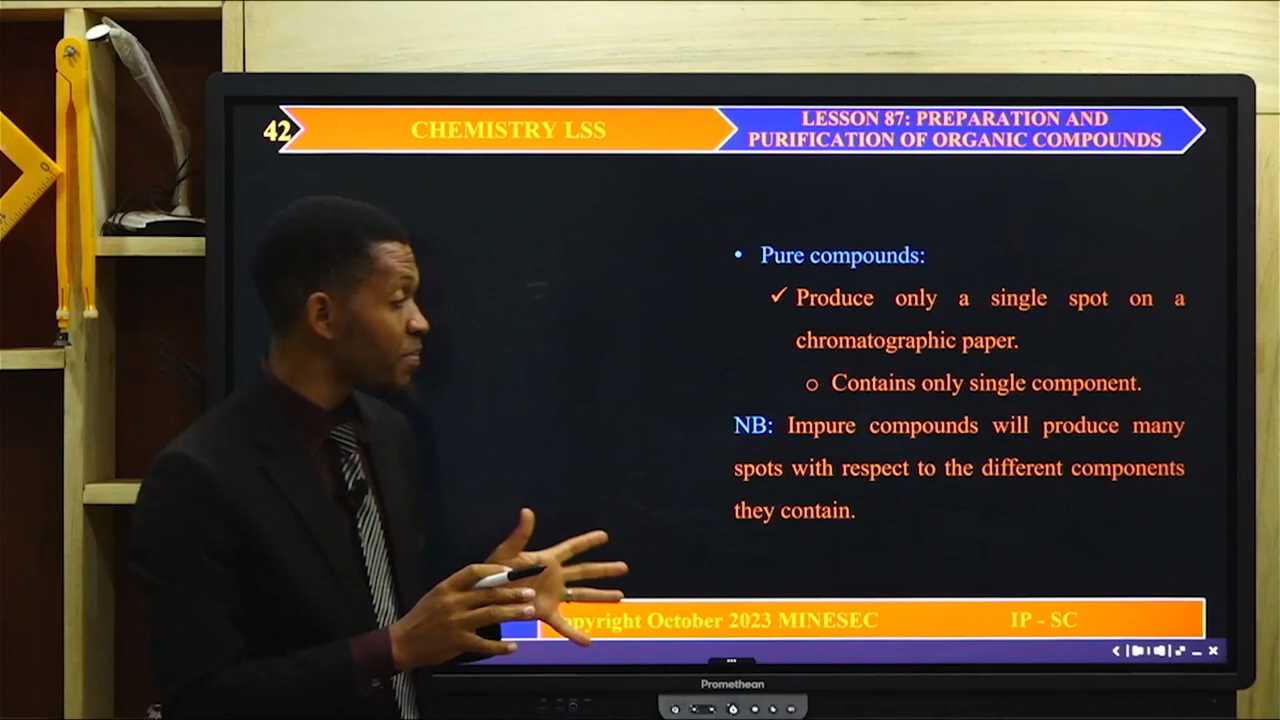 42
CHEMISTRY LSS
LESSON 87: PREPARATION AND
PURIFICATION OF ORGANIC COMPOUNDS
• Pure compounds:
✓ Produce only a single spot on a
chromatographic paper.
o Contains only single component.
NB: Impure compounds will produce many
spots with respect to the different components
they contain.
opyright October 2023 MINESEC
IP - SC
Promethean